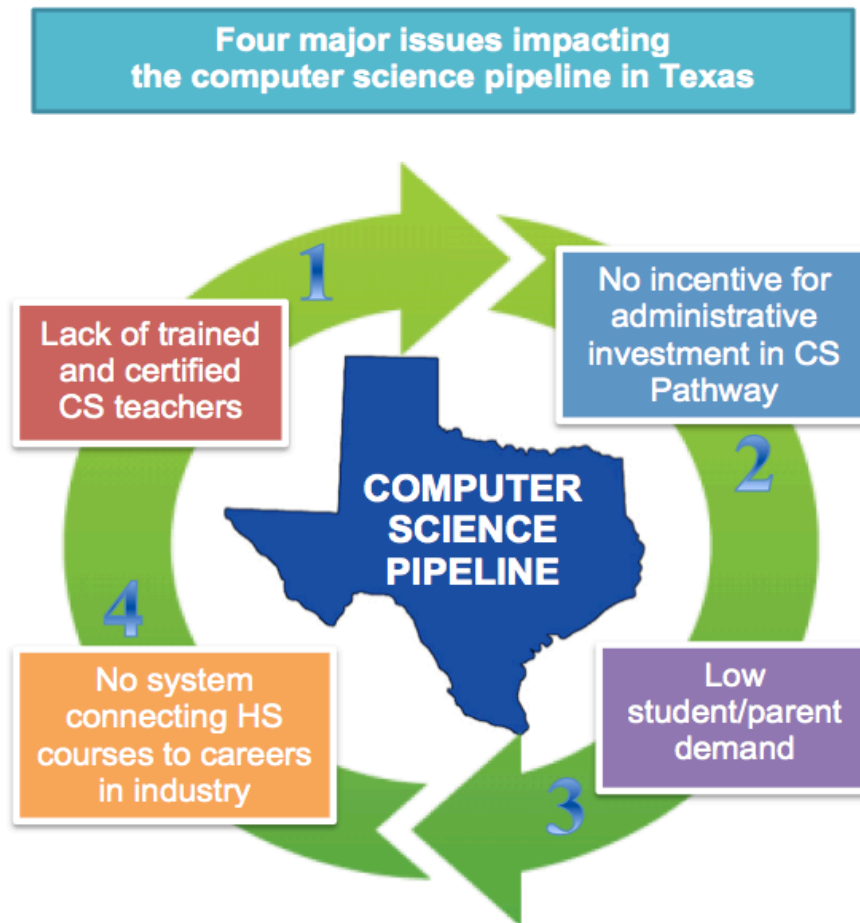 Four major issues impacting
the computer science pipeline in Texas
1
Lack of trained
and certified
CS teachers
No incentive for
administrative
investment in CS
Pathway
2
COMPUTER
SCIENCE
PIPELINE
Low
student/parent
demand
3
4
No system
connecting HS
courses to careers
in industry